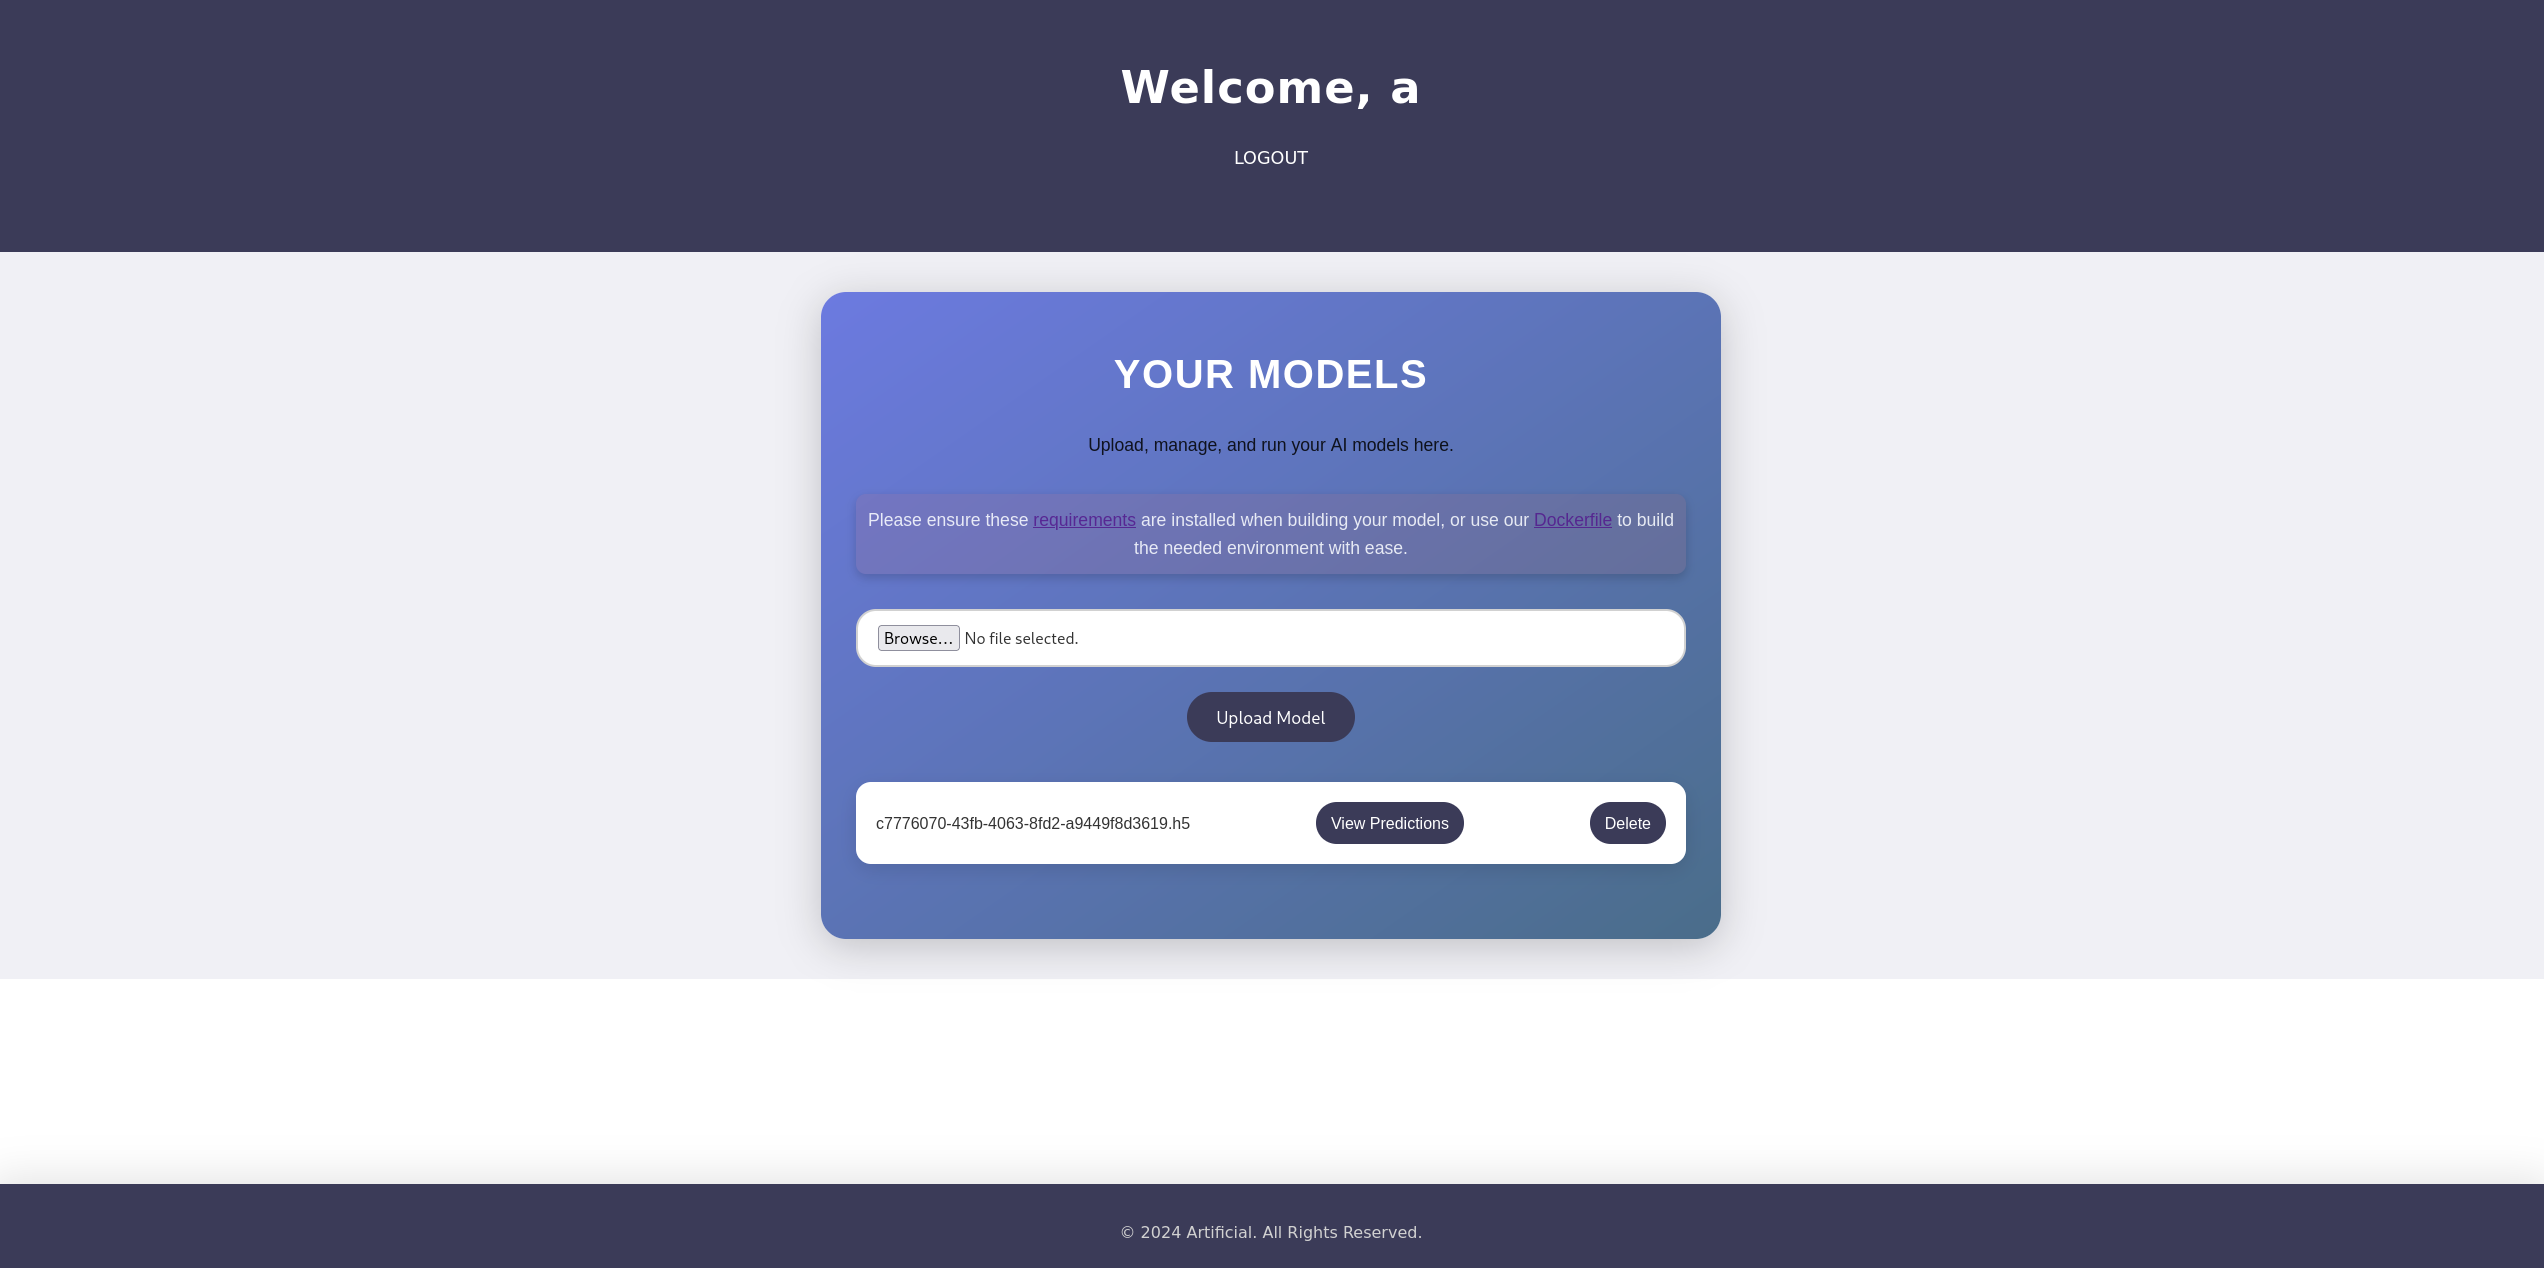 Welcome, a
LOGOUT
YOUR MODELS
Upload, manage, and run your AI models here.
Please ensure these requirements are installed when building your model, or use our Dockerfile to build
the needed environment with ease.
Browse... No file selected.
Upload Model
c7776070-43fb-4063-8fd2-a9449f8d3619.h5 View Predictions Delete
© 2024 Artificial. All Rights Reserved.